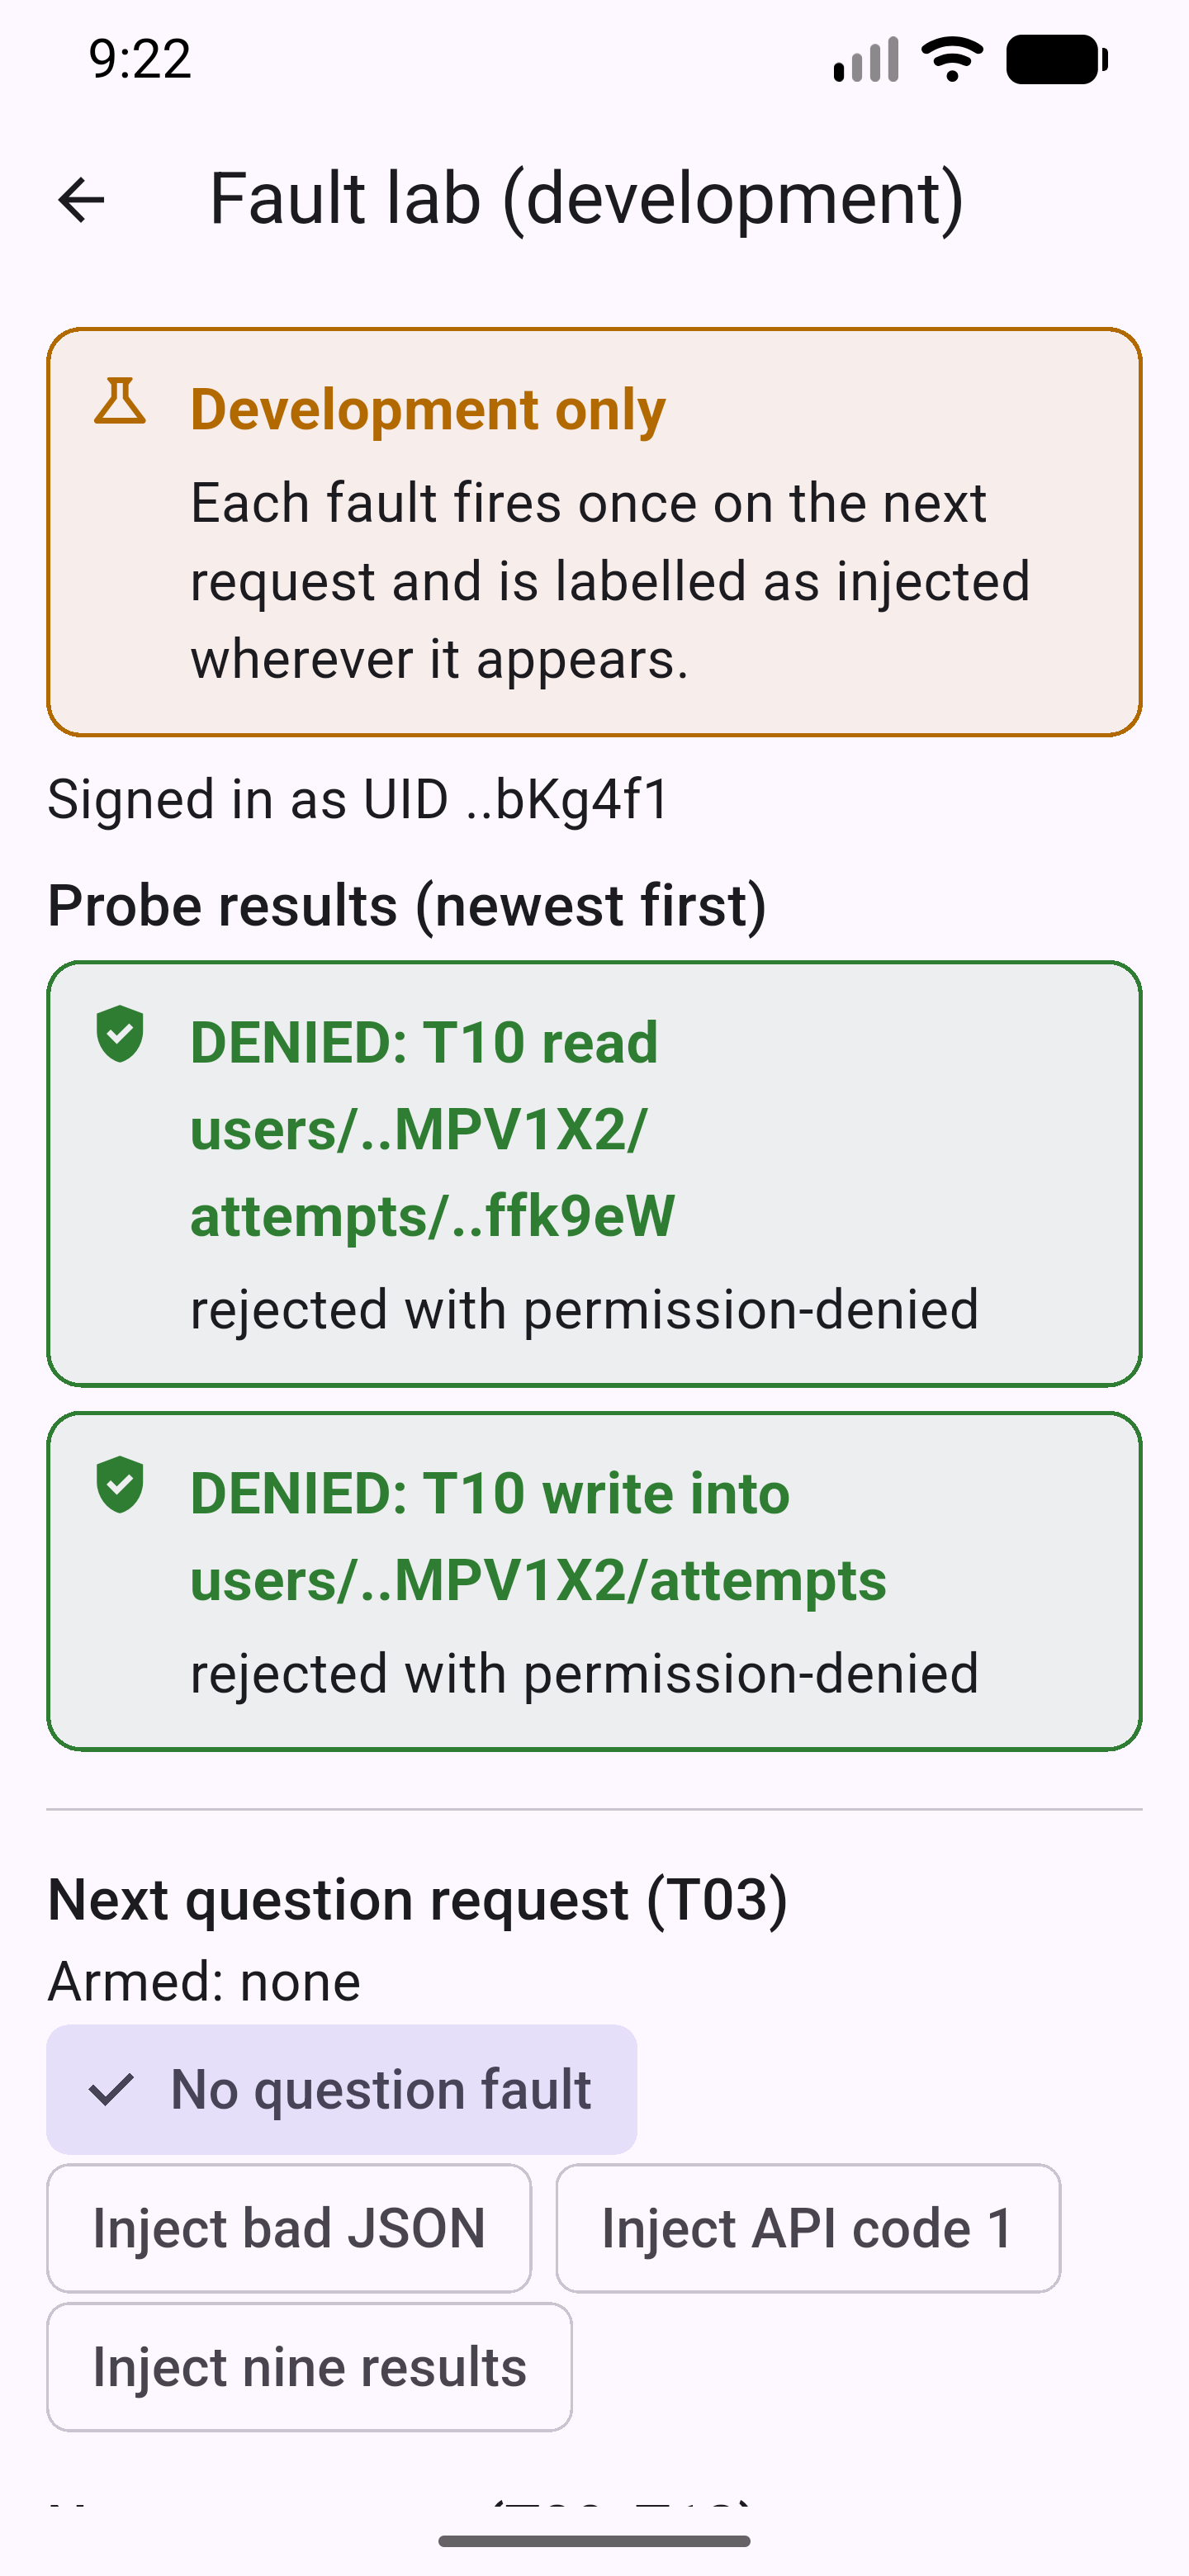 9:22
Fault lab (development)
Development only
Each fault fires once on the next
request and is labelled as injected
wherever it appears.
Signed in as UID ..bKg4f1
Probe results (newest first)
DENIED: T10 read
users/..MPV1X2/
attempts/..ffk9eW
rejected with permission-denied
DENIED: T10 write into
users/..MPV1X2/attempts
rejected with permission-denied
Next question request (T03)
Armed: none
No question fault
Inject bad JSON
Inject API code 1
Inject nine results